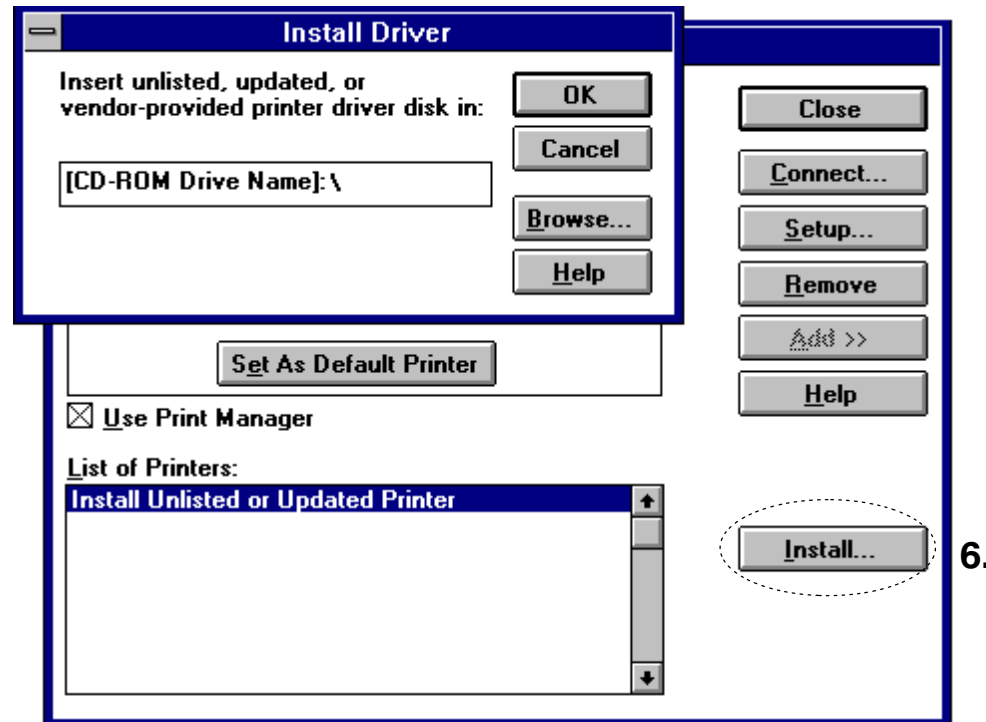 Install Driver
Insert unlisted, updated, or
vendor-provided printer driver disk in:
[CD-ROM Drive Name]:\
OK
Cancel
Browse...
Help
Close
Connect...
Setup...
Remove
Add >>
Help
Set As Default Printer
Use Print Manager
List of Printers:
Install Unlisted or Updated Printer
Install...
6.